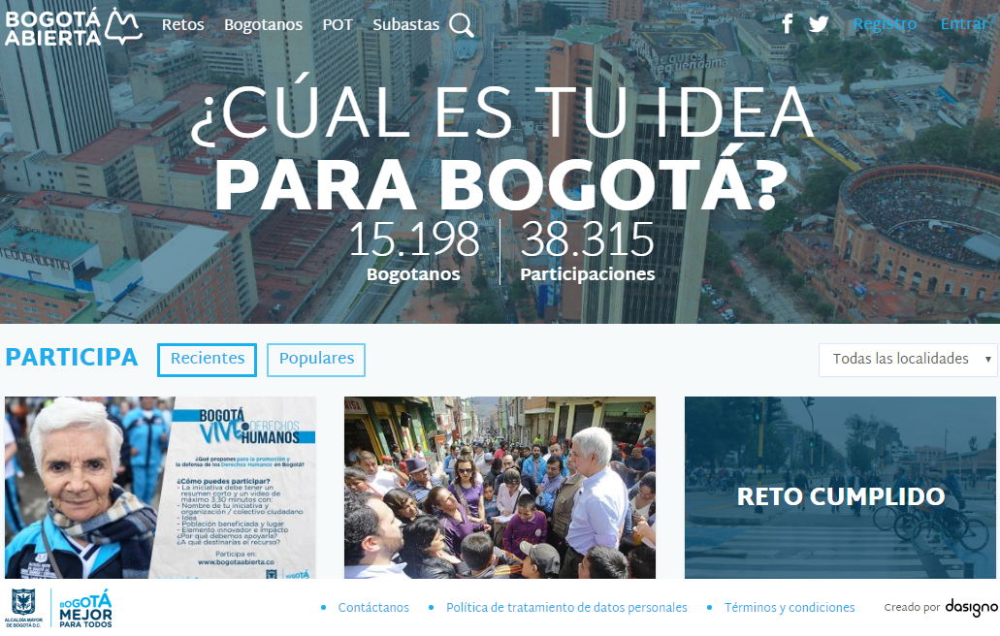 BOGOTÁ
ABIERTA
Retos Bogotanos POT Subastas
Registro Entrar
seguros
tequendama
¿CÚAL ES TU IDEA
PARA BOGOTÁ?
15.198 38.315
Bogotanos Participaciones
PARTICIPA Recientes Populares Todas las localidades
BOGOTÁ
VIVE DERECHOS
HUMANOS
¿Qué propones para la promoción y
la defensa de los Derechos Humanos en Bogotá?
¿Cómo puedes participar?
- La iniciativa debe tener un
resumen corto y un video de
máximo 3:30 minutos con:
- Nombre de tu iniciativa y
organización / colectivo ciudadano
- Idea
- Población beneficiada y lugar
- Elemento innovador e impacto
¿Por qué debemos apoyarla?
¿A qué destinarías el recurso?
Participa en:
www.bogotaabierta.co
RETO CUMPLIDO
ALCALDÍA MAYOR
DE BOGOTÁ D.C.
BOGOTÁ
MEJOR
PARA TODOS
• Contáctanos • Política de tratamiento de datos personales • Términos y condiciones
Creado por dasigno